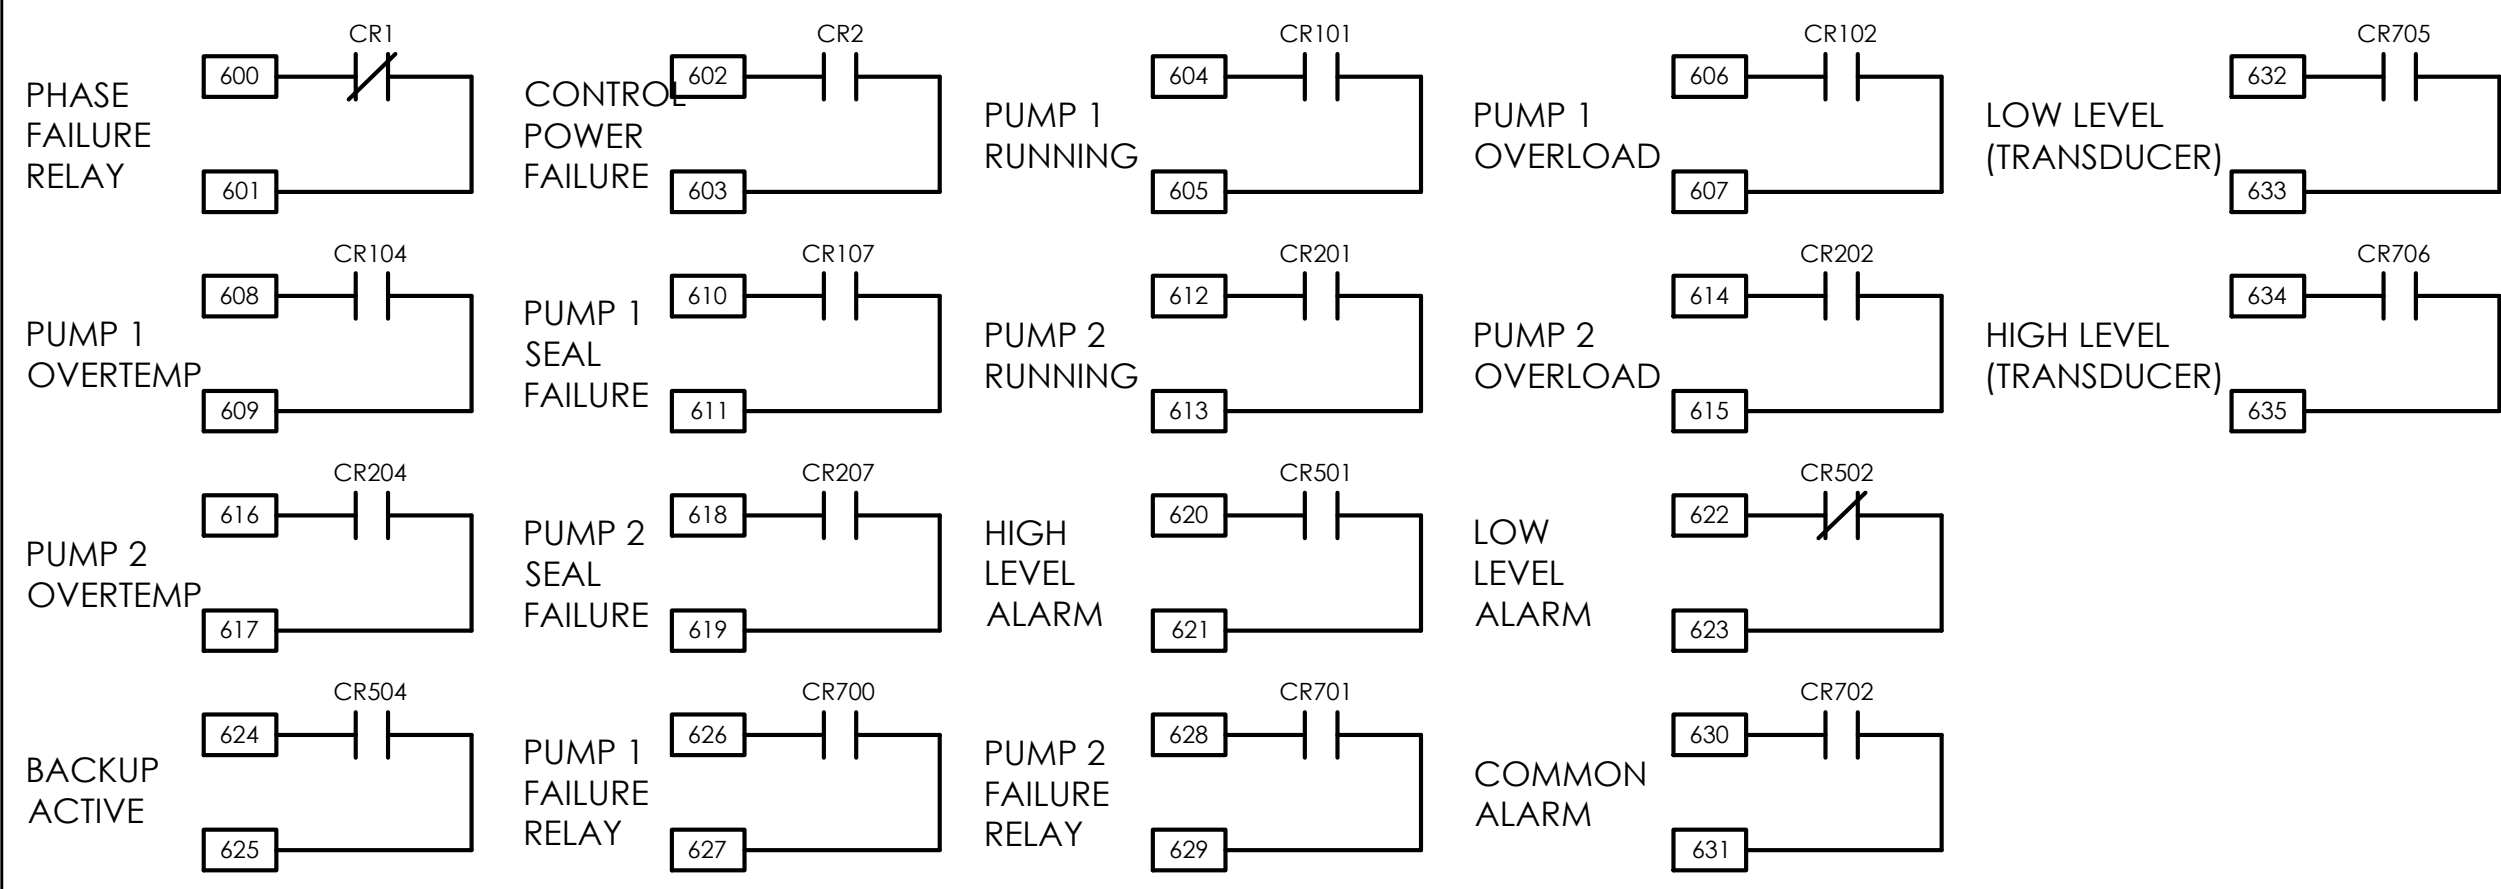 CR1
600
PHASE
FAILURE
RELAY
601
CR2
602
CONTROL
POWER
FAILURE
603
CR101
604
PUMP 1
RUNNING
605
CR102
606
PUMP 1
OVERLOAD
607
CR705
632
LOW LEVEL
(TRANSDUCER)
633
CR104
608
PUMP 1
OVERTEMP
609
CR107
610
PUMP 1
SEAL
FAILURE
611
CR201
612
PUMP 2
RUNNING
613
CR202
614
PUMP 2
OVERLOAD
615
CR706
634
HIGH LEVEL
(TRANSDUCER)
635
CR204
616
PUMP 2
OVERTEMP
617
CR207
618
PUMP 2
SEAL
FAILURE
619
CR501
620
HIGH
LEVEL
ALARM
621
CR502
622
LOW
LEVEL
ALARM
623
CR504
624
BACKUP
ACTIVE
625
CR700
626
PUMP 1
FAILURE
RELAY
627
CR701
628
PUMP 2
FAILURE
RELAY
629
CR702
630
COMMON
ALARM
631